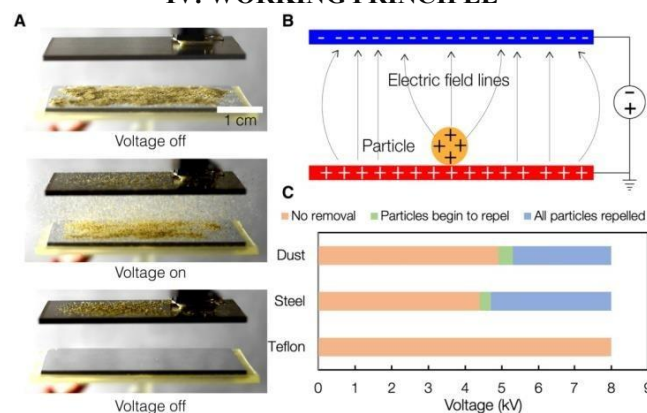 IV. WORKING PRINCIPLE
A
Voltage off
1 cm
Voltage on
Voltage off
B
Electric field lines
Particle
C
No removal Particles begin to repel All particles repelled
Dust
Steel
Teflon
0 1 2 3 4 5 6 7 8 9
Voltage (kV)